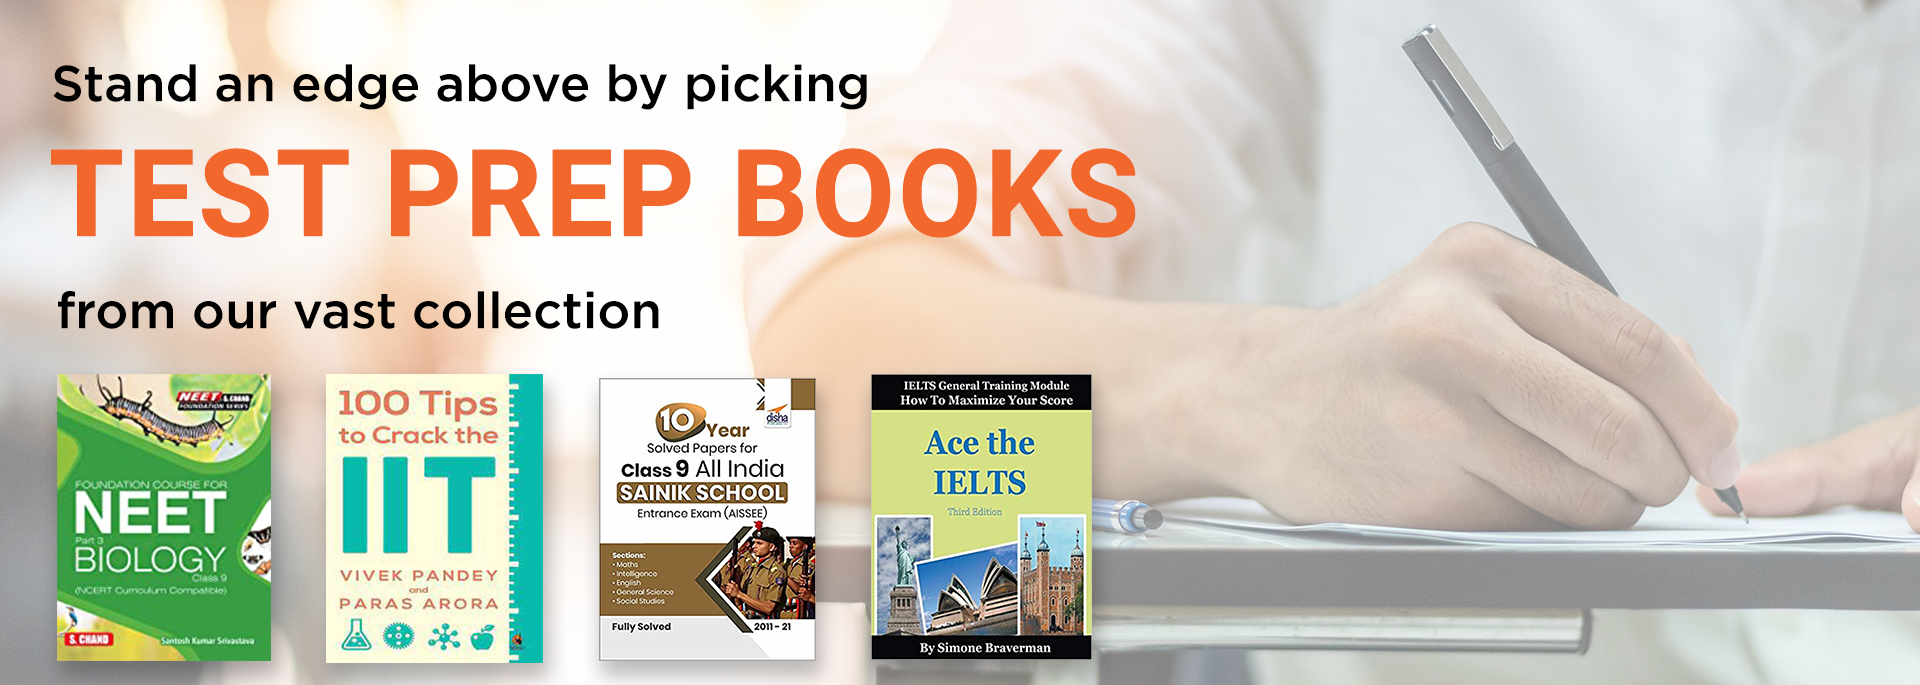 Stand an edge above by picking
TEST PREP BOOKS
from our vast collection
NEET S. CHAND
FOUNDATION SERIES
FOUNDATION COURSE FOR
NEET
Part 3
BIOLOGY
Class 9
(NCERT Curriculum Compatible)
S. CHAND
Santosh Kumar Srivastava
100 Tips
to Crack the
IIT
VIVEK PANDEY
and
PARAS ARORA
disha
10 Year
Solved Papers for
Class 9 All India
SAINIK SCHOOL
Entrance Exam (AISSEE)
Sections:
• Maths
• Intelligence
• English
• General Science
• Social Studies
Fully Solved
2011 - 21
IELTS General Training Module
How To Maximize Your Score
Ace the
IELTS
Third Edition
By Simone Braverman